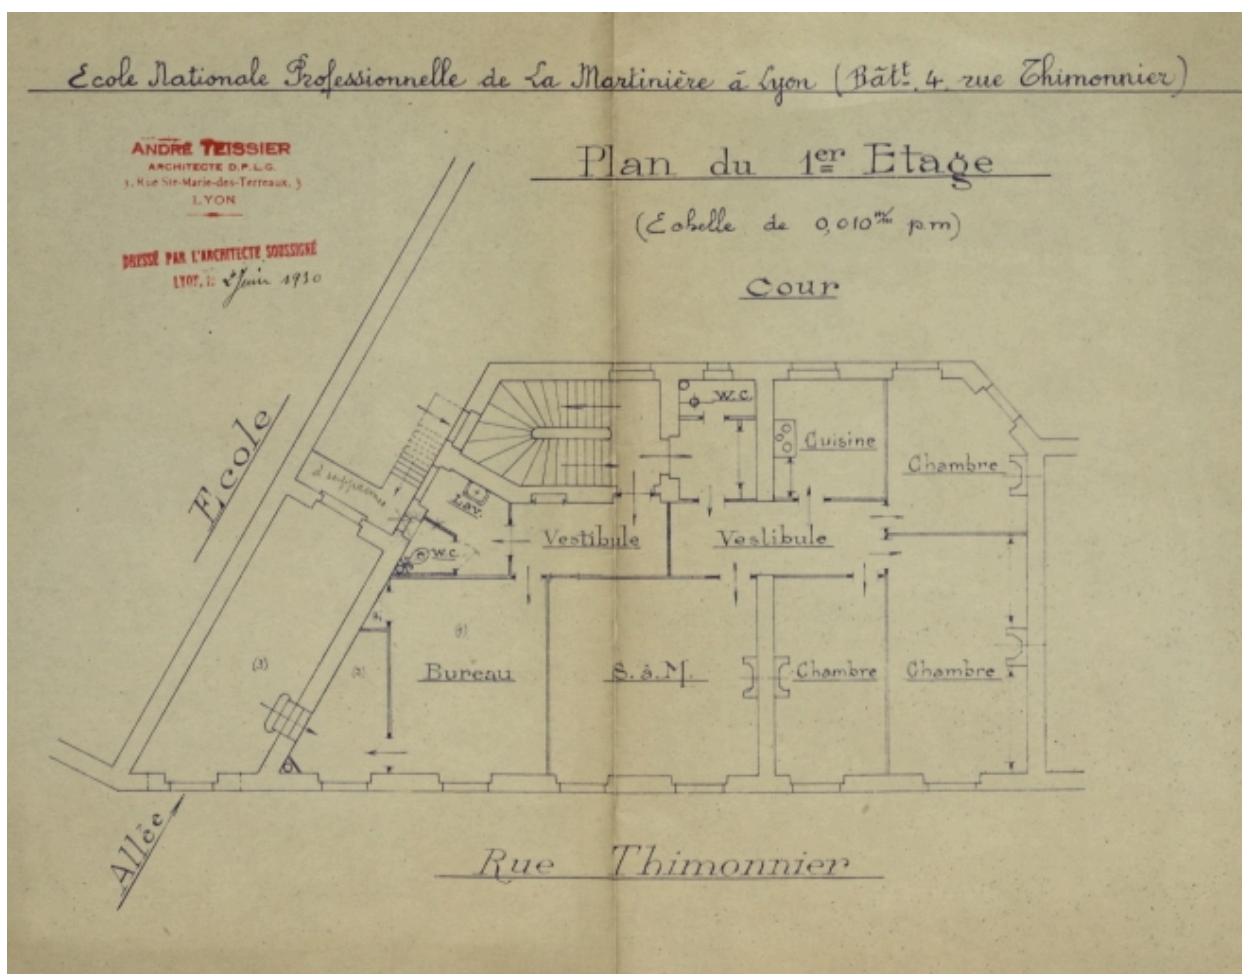 Ecole Nationale Professionnelle de La Martinière à Lyon (Bâtt. 4, rue Thimonnier)
ANDRÉ TEISSIER
ARCHITECTE D.P.L.G.
3, Rue Ste-Marie-des-Terreaux, 3
LYON
DRESSÉ PAR L'ARCHITECTE SOUSSIGNÉ
LYON, le 2 Juin 1930
Plan du 1er Etage
(Echelle de 0,010m/m p.m)
Cour
Ecole
à supprimer
W.C.
Cuisine
Chambre
Lav.
W.C.
Vestibule
Vestibule
(3)
(2)
(1)
Bureau
S. à M.
Chambre
Chambre
Allée
Rue Thimonnier